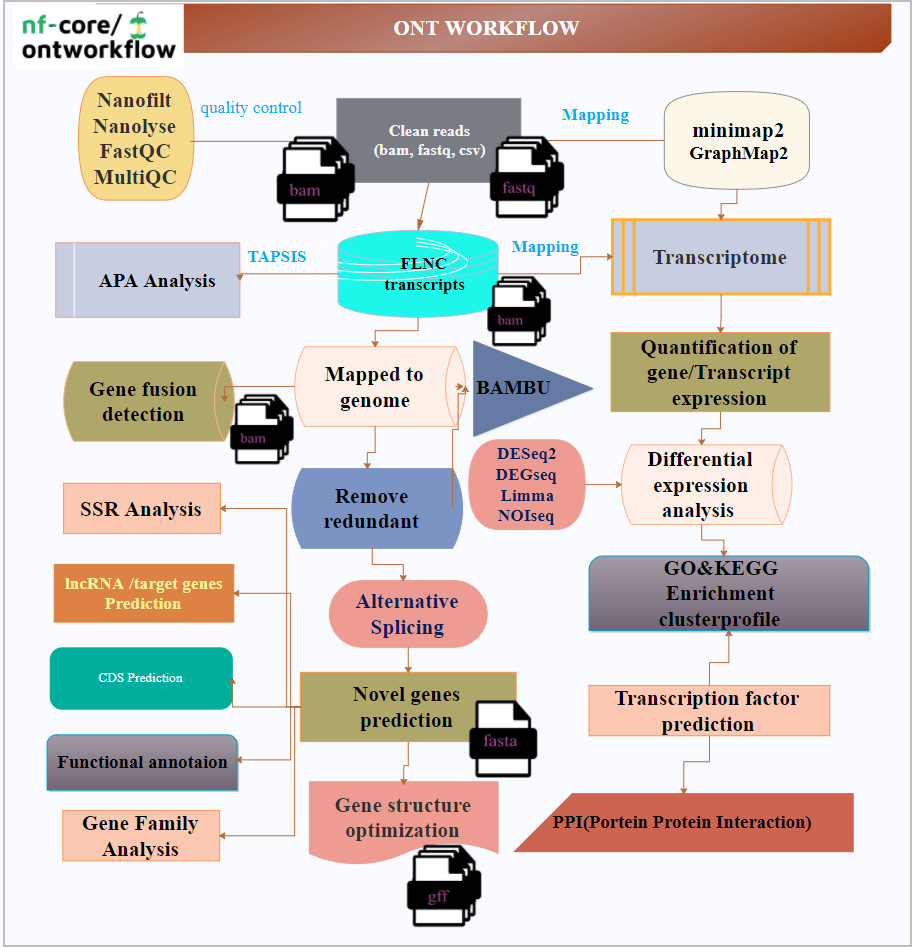 nf-core/
ontworkflow
ONT WORKFLOW
Nanofilt
Nanolyse
FastQC
MultiQC
quality control
Clean reads
(bam, fastq, csv)
bam
fastq
Mapping
minimap2
GraphMap2
APA Analysis
TAPSIS
FLNC
transcripts
bam
Mapping
Transcriptome
Gene fusion
detection
bam
Mapped to
genome
BAMBU
Quantification of
gene/Transcript
expression
SSR Analysis
Remove
redundant
DESeq2
DEGseq
Limma
NOIseq
Differential
expression
analysis
lncRNA /target genes
Prediction
Alternative
Splicing
GO&KEGG
Enrichment
clusterprofile
CDS Prediction
Novel genes
prediction
fasta
Transcription factor
prediction
Functional annotaion
Gene Family
Analysis
Gene structure
optimization
gff
PPI(Portein Protein Interaction)